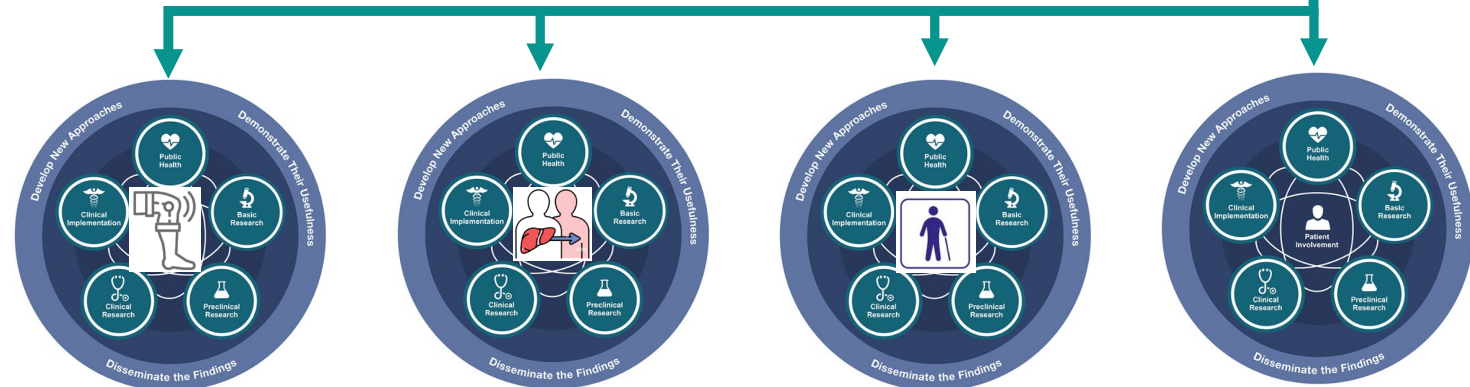 Develop New Approaches
Demonstrate Their Usefulness
Public
Health
Clinical
Implementation
Basic
Research
Clinical
Research
Preclinical
Research
Disseminate the Findings
Develop New Approaches
Demonstrate Their Usefulness
Public
Health
Clinical
Implementation
Basic
Research
Clinical
Research
Preclinical
Research
Disseminate the Findings
Develop New Approaches
Demonstrate Their Usefulness
Public
Health
Clinical
Implementation
Basic
Research
Clinical
Research
Preclinical
Research
Disseminate the Findings
Develop New Approaches
Demonstrate Their Usefulness
Public
Health
Clinical
Implementation
Basic
Research
Patient
Involvement
Clinical
Research
Preclinical
Research
Disseminate the Findings